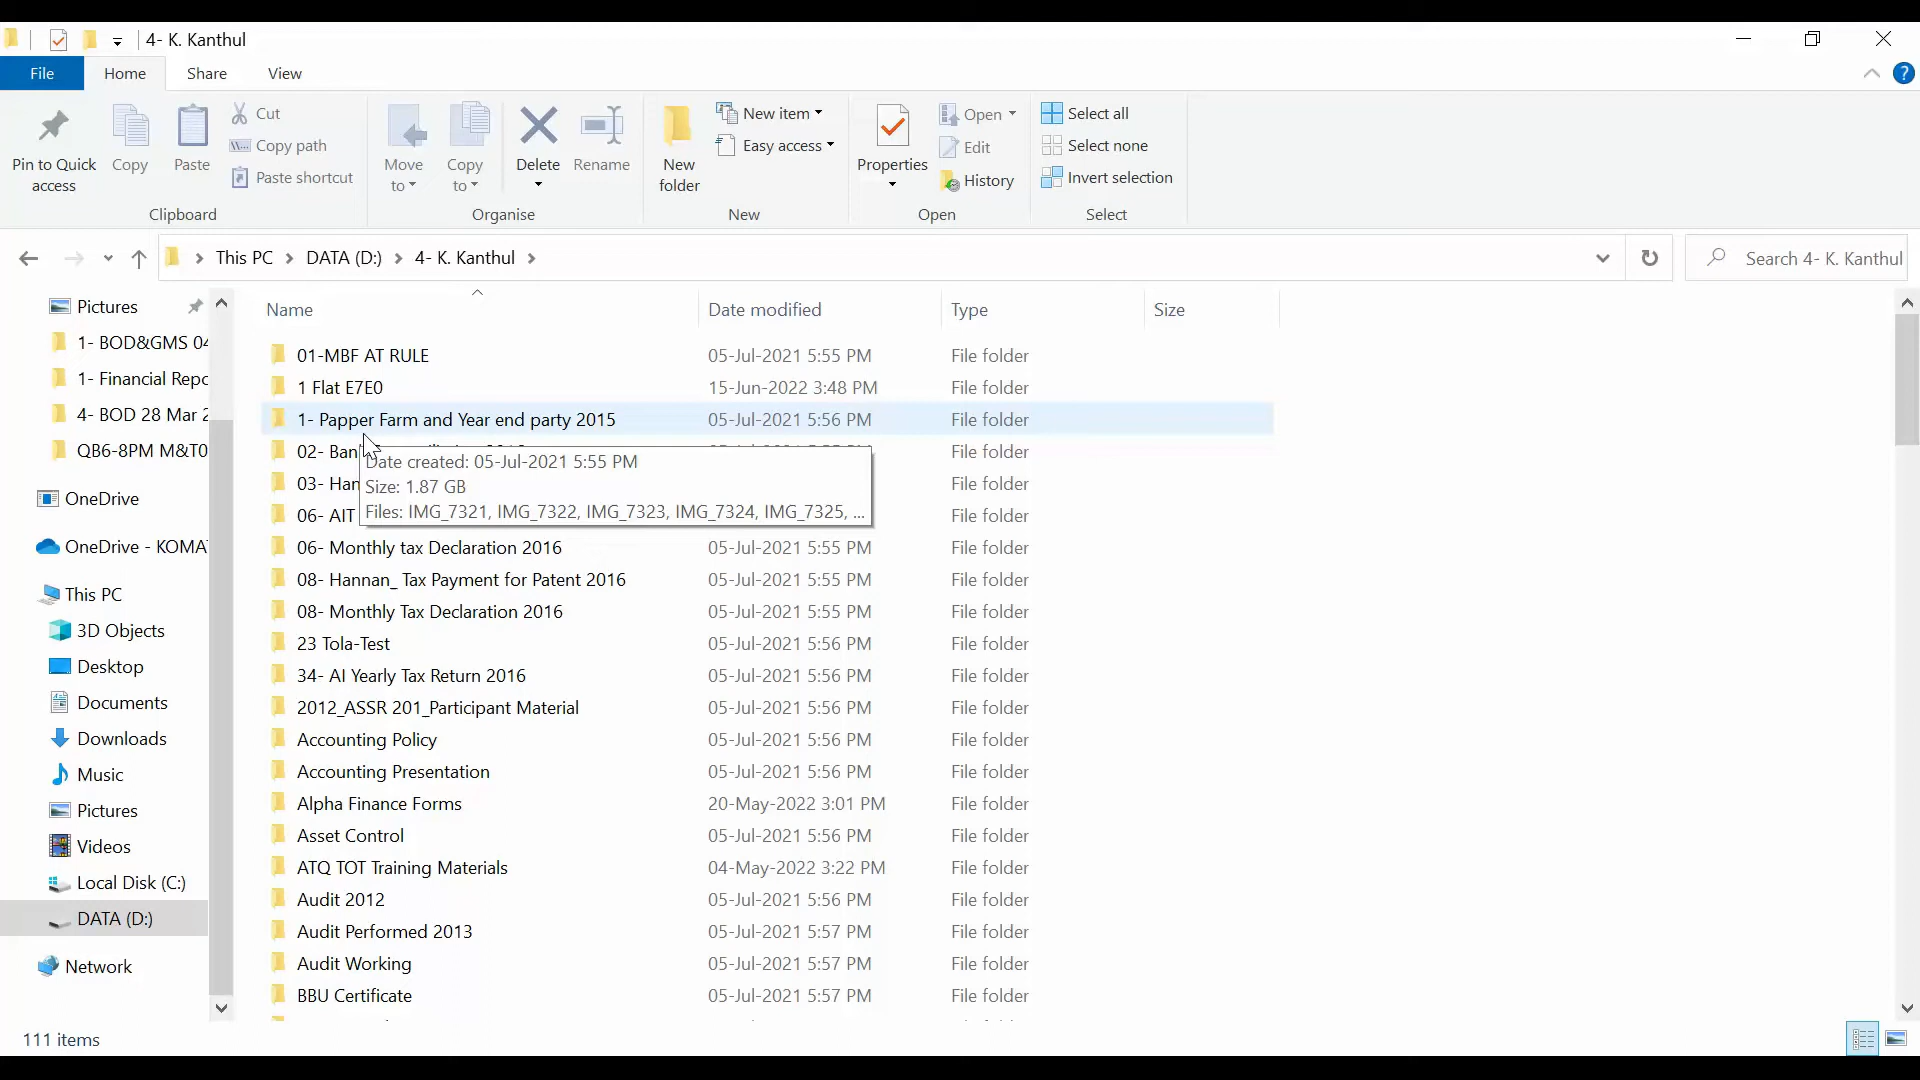 4- K. Kanthul
File
Home
Share
View
Pin to Quick access
Copy
Paste
Cut
Copy path
Paste shortcut
Clipboard
Move to
Copy to
Delete
Rename
Organise
New folder
New item
Easy access
New
Properties
Open
Edit
History
Open
Select all
Select none
Invert selection
Select
This PC > DATA (D:) > 4- K. Kanthul >
Search 4- K. Kanthul
Pictures
1- BOD&GMS 04
1- Financial Repo
4- BOD 28 Mar 2
QB6-8PM M&T0
OneDrive
OneDrive - KOMA
This PC
3D Objects
Desktop
Documents
Downloads
Music
Pictures
Videos
Local Disk (C:)
DATA (D:)
Network
Name Date modified Type Size
01-MBF AT RULE 05-Jul-2021 5:55 PM File folder
1 Flat E7E0 15-Jun-2022 3:48 PM File folder
1- Papper Farm and Year end party 2015 05-Jul-2021 5:56 PM File folder
02- Ban File folder
03- Han File folder
06- AIT File folder
Date created: 05-Jul-2021 5:55 PM
Size: 1.87 GB
Files: IMG_7321, IMG_7322, IMG_7323, IMG_7324, IMG_7325, ...
06- Monthly tax Declaration 2016 05-Jul-2021 5:55 PM File folder
08- Hannan_ Tax Payment for Patent 2016 05-Jul-2021 5:55 PM File folder
08- Monthly Tax Declaration 2016 05-Jul-2021 5:55 PM File folder
23 Tola-Test 05-Jul-2021 5:56 PM File folder
34- AI Yearly Tax Return 2016 05-Jul-2021 5:56 PM File folder
2012_ASSR 201_Participant Material 05-Jul-2021 5:56 PM File folder
Accounting Policy 05-Jul-2021 5:56 PM File folder
Accounting Presentation 05-Jul-2021 5:56 PM File folder
Alpha Finance Forms 20-May-2022 3:01 PM File folder
Asset Control 05-Jul-2021 5:56 PM File folder
ATQ TOT Training Materials 04-May-2022 3:22 PM File folder
Audit 2012 05-Jul-2021 5:56 PM File folder
Audit Performed 2013 05-Jul-2021 5:57 PM File folder
Audit Working 05-Jul-2021 5:57 PM File folder
BBU Certificate 05-Jul-2021 5:57 PM File folder
111 items